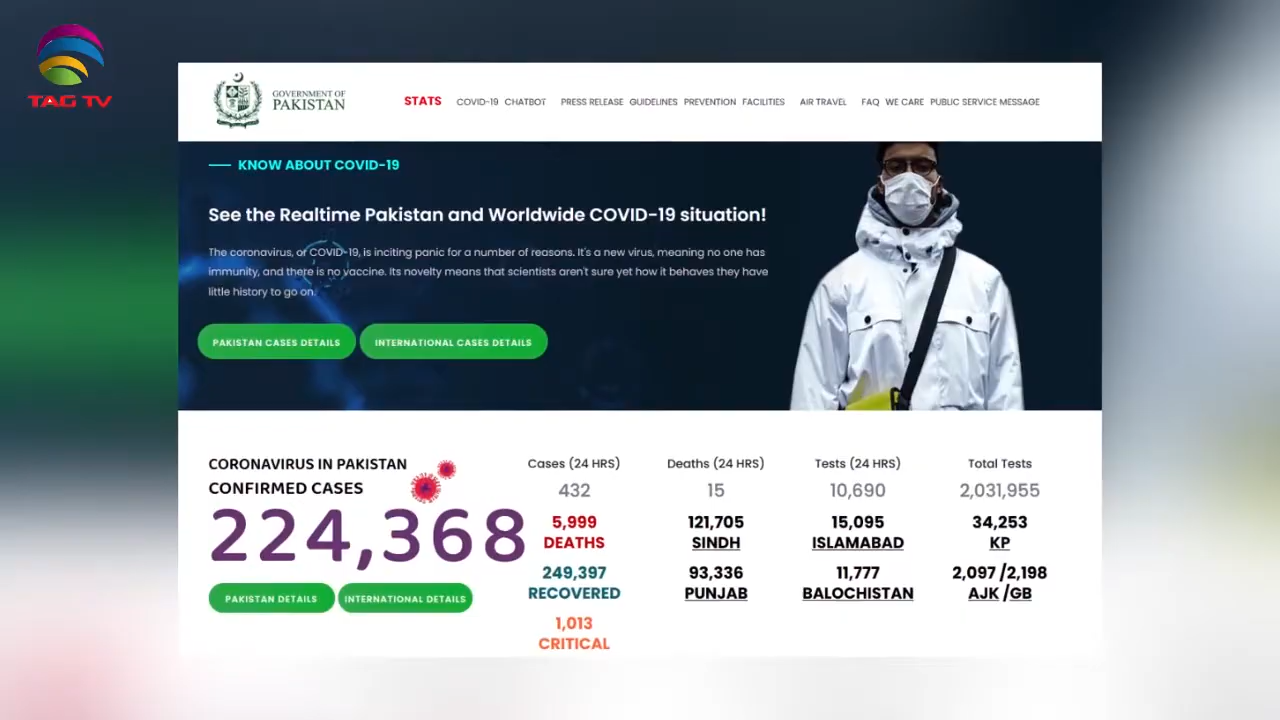 TAG TV
GOVERNMENT OF
PAKISTAN
STATS COVID-19 CHATBOT PRESS RELEASE GUIDELINES PREVENTION FACILITIES AIR TRAVEL FAQ WE CARE PUBLIC SERVICE MESSAGE
KNOW ABOUT COVID-19
See the Realtime Pakistan and Worldwide COVID-19 situation!
The coronavirus, or COVID-19, is inciting panic for a number of reasons. It's a new virus, meaning no one has
immunity, and there is no vaccine. Its novelty means that scientists aren't sure yet how it behaves they have
little history to go on.
PAKISTAN CASES DETAILS INTERNATIONAL CASES DETAILS
CORONAVIRUS IN PAKISTAN
CONFIRMED CASES
224,368
PAKISTAN DETAILS INTERNATIONAL DETAILS
Cases (24 HRS) Deaths (24 HRS) Tests (24 HRS) Total Tests
432 15 10,690 2,031,955
5,999 121,705 15,095 34,253
DEATHS SINDH ISLAMABAD KP
249,397 93,336 11,777 2,097 /2,198
RECOVERED PUNJAB BALOCHISTAN AJK /GB
1,013
CRITICAL